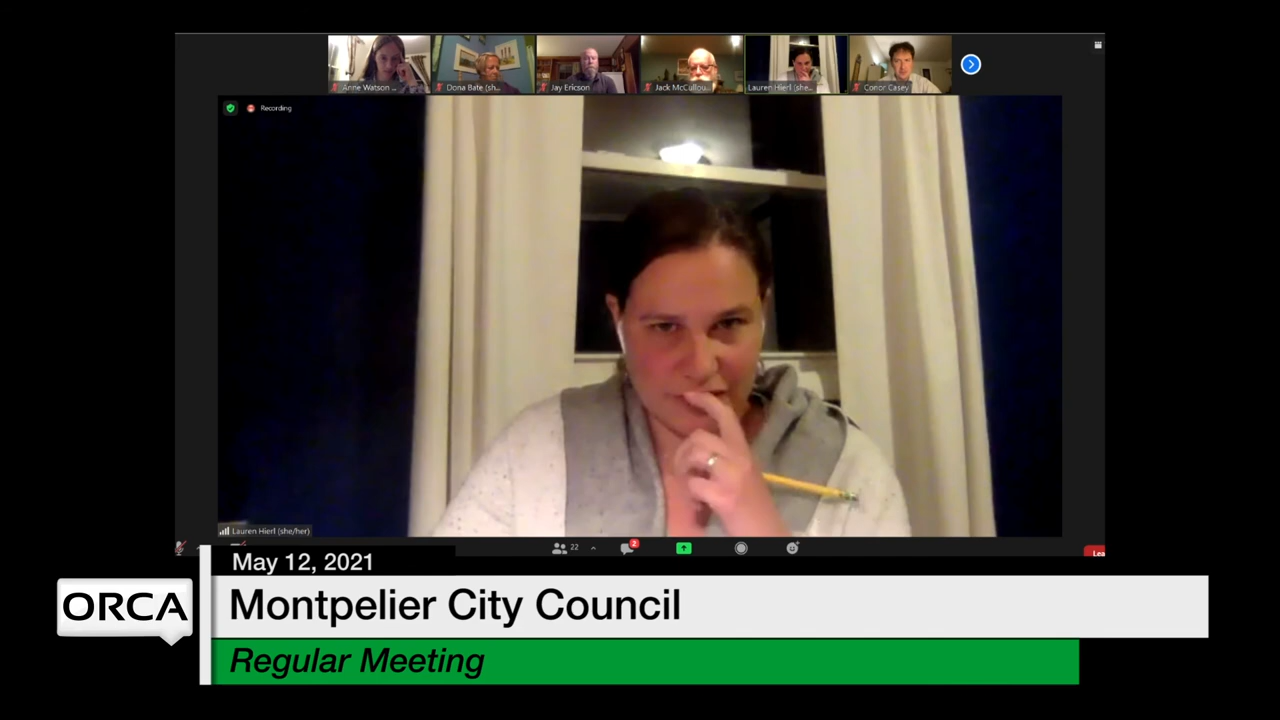 Anne Watson ...
Dona Bate (sh...
Jay Ericson
Jack McCullou...
Lauren Hierl (she...
Conor Casey
Recording
Lauren Hierl (she/her)
22
2
Lea
May 12, 2021
ORCA
Montpelier City Council
Regular Meeting